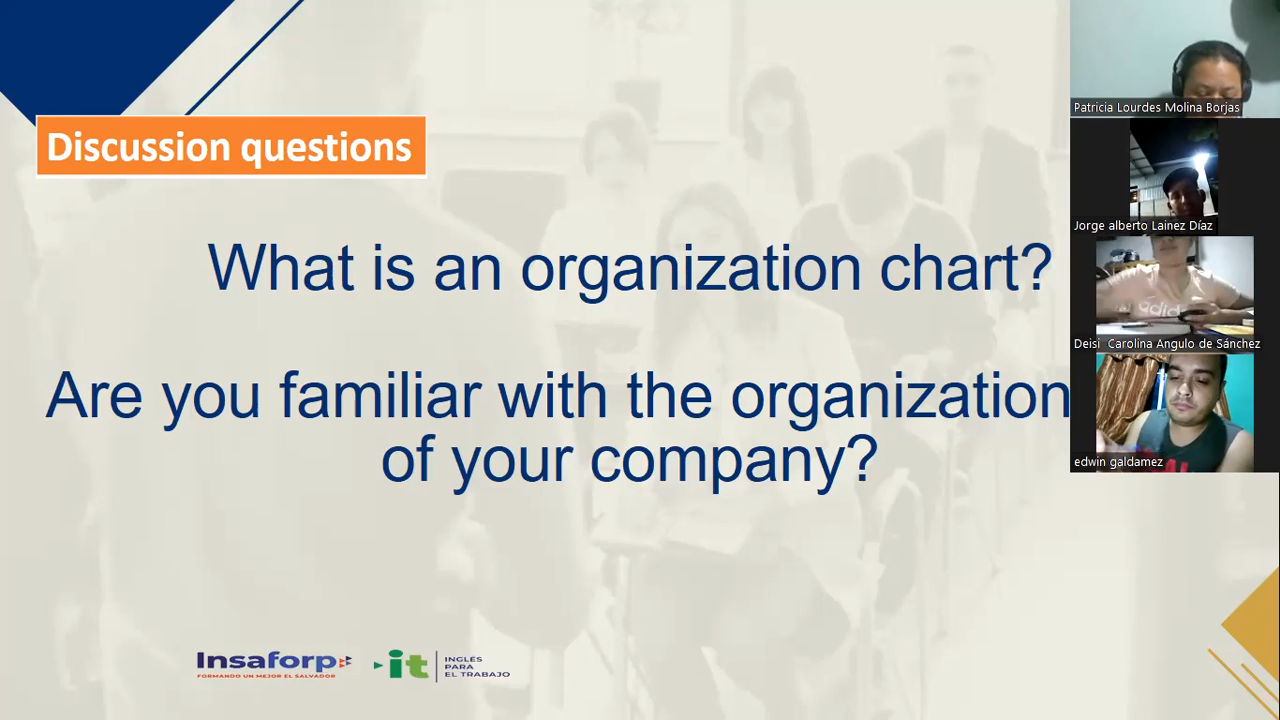 Discussion questions
What is an organization chart?
Are you familiar with the organization
of your company?
Insaforp
FORMANDO UN MEJOR EL SALVADOR
it
INGLÉS
PARA
EL TRABAJO
Patricia Lourdes Molina Borjas
Jorge alberto Lainez Díaz
adidas
Deisi Carolina Angulo de Sánchez
edwin galdamez